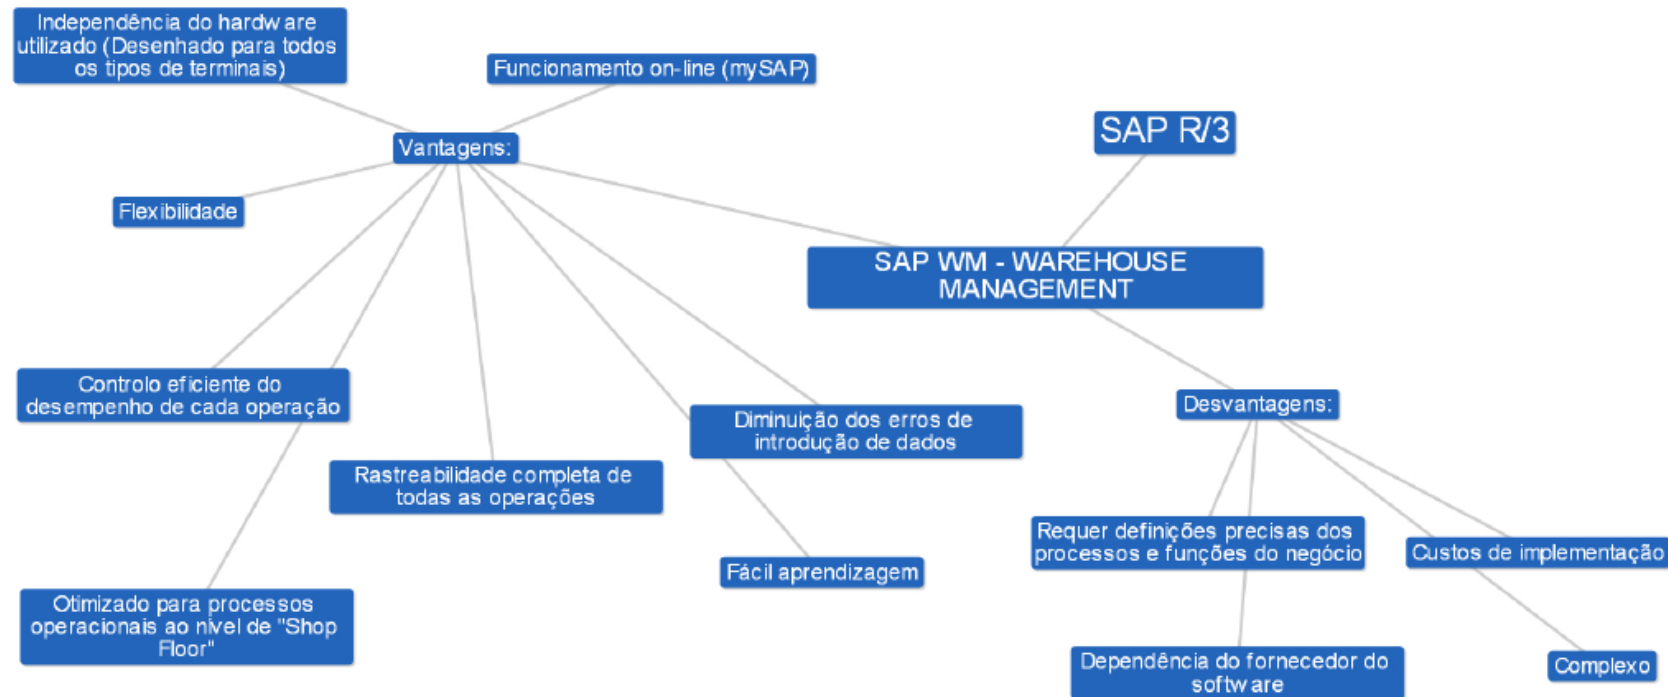 Independência do hardware
utilizado (Desenhado para todos
os tipos de terminais)
Funcionamento on-line (mySAP)
Vantagens:
SAP R/3
Flexibilidade
SAP WM - WAREHOUSE
MANAGEMENT
Controlo eficiente do
desempenho de cada operação
Desvantagens:
Diminuição dos erros de
introdução de dados
Rastreabilidade completa de
todas as operações
Requer definições precisas dos
processos e funções do negócio
Custos de implementação
Fácil aprendizagem
Otimizado para processos
operacionais ao nível de "Shop
Floor"
Dependência do fornecedor do
software
Complexo